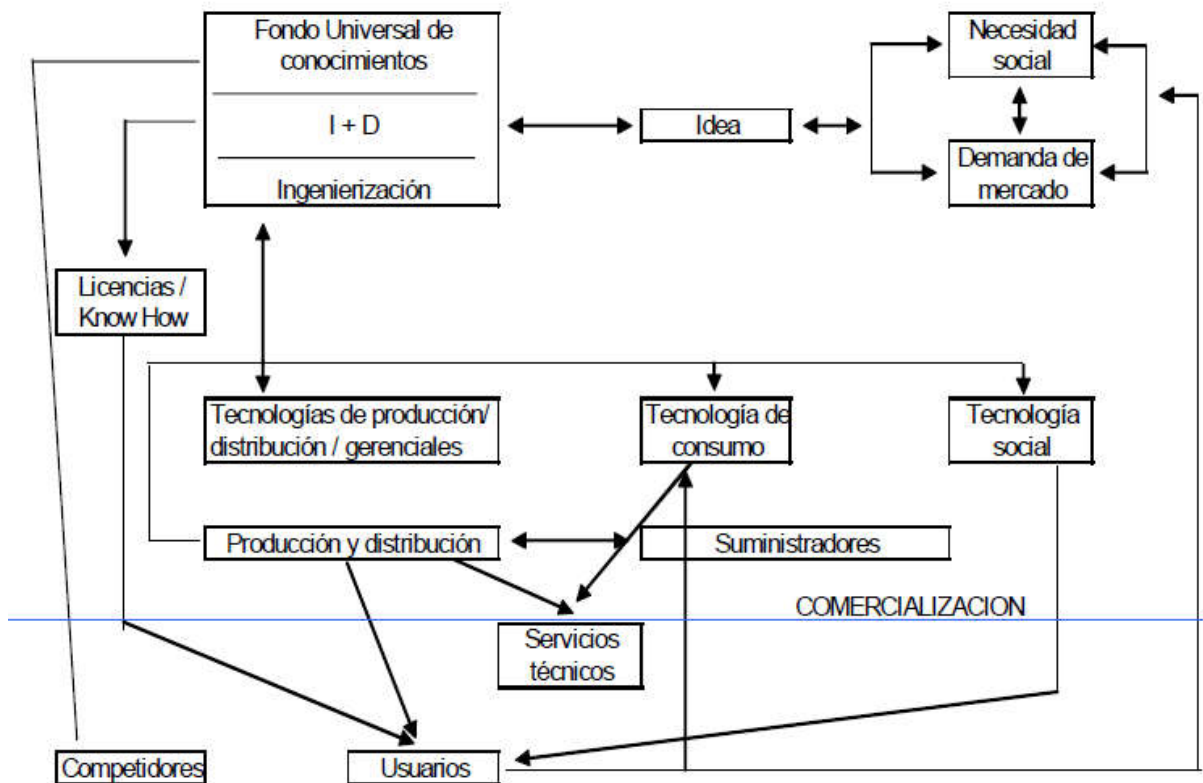 Fondo Universal de
conocimientos
I + D
Ingenierización
Idea
Necesidad
social
Demanda de
mercado
Licencias /
Know How
Tecnologías de producción/
distribución / gerenciales
Tecnología de
consumo
Tecnología
social
Producción y distribución
Suministradores
COMERCIALIZACION
Servicios
técnicos
Competidores
Usuarios